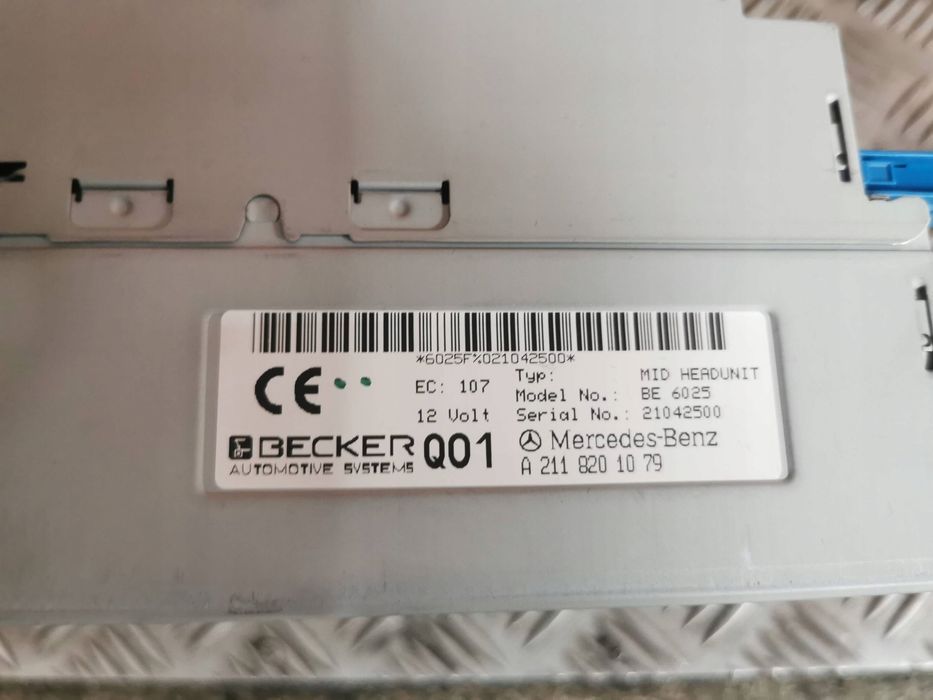 *6025F%021042500*
CE
EC: 107
12 Volt
Typ: MID HEADUNIT
Model No.: BE 6025
Serial No.: 21042500
BECKER
AUTOMOTIVE SYSTEMS
Q01
Mercedes-Benz
A 211 820 10 79